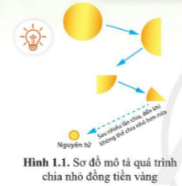 Sau nhiều lần chia, đến khi
không thể chia nhỏ hơn nữa
Nguyên tử
Hình 1.1. Sơ đồ mô tả quá trình
chia nhỏ đồng tiền vàng